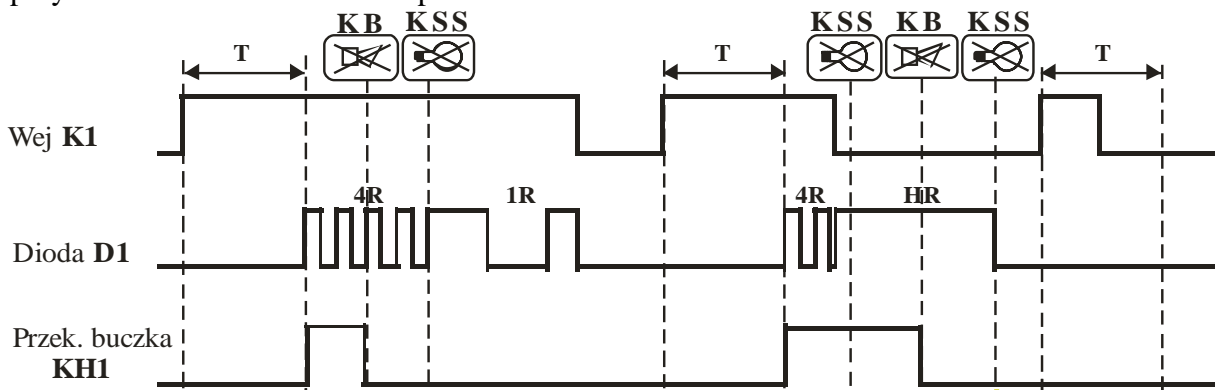 KB KSS KSS KB KSS
T T T
Wej K1
4R 1R 4R HR
Dioda D1
Przek. buczka
KH1